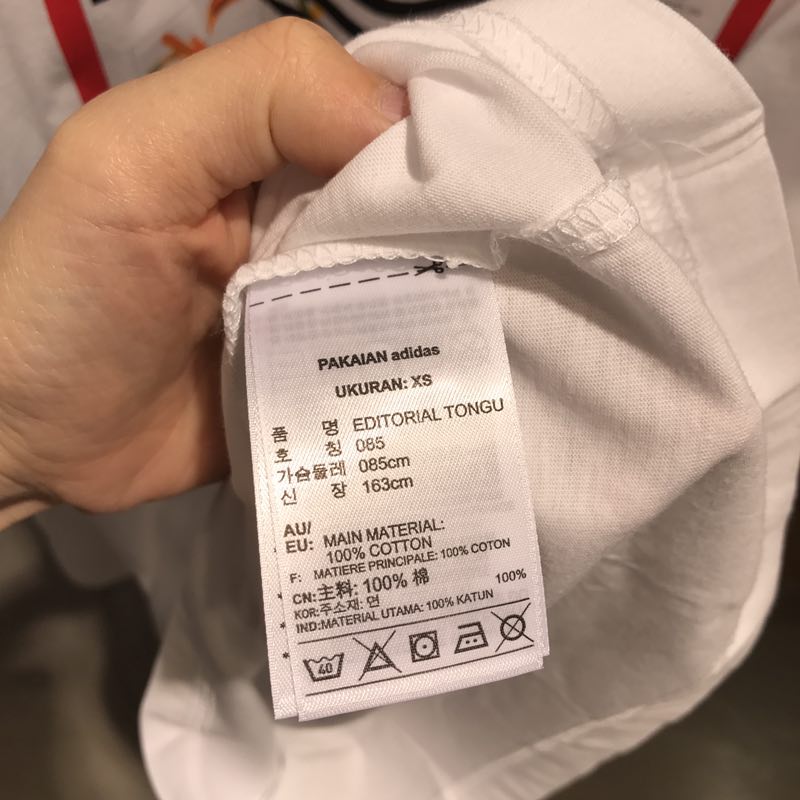 PAKAIAN adidas
UKURAN: XS
품 명 EDITORIAL TONGU
호 칭 085
가슴둘레 085cm
신 장 163cm
AU/
EU: MAIN MATERIAL:
100% COTTON
F: MATIERE PRINCIPALE: 100% COTON
CN:主料: 100% 棉
KOR:주소재: 면 100%
IND:MATERIAL UTAMA: 100% KATUN
40